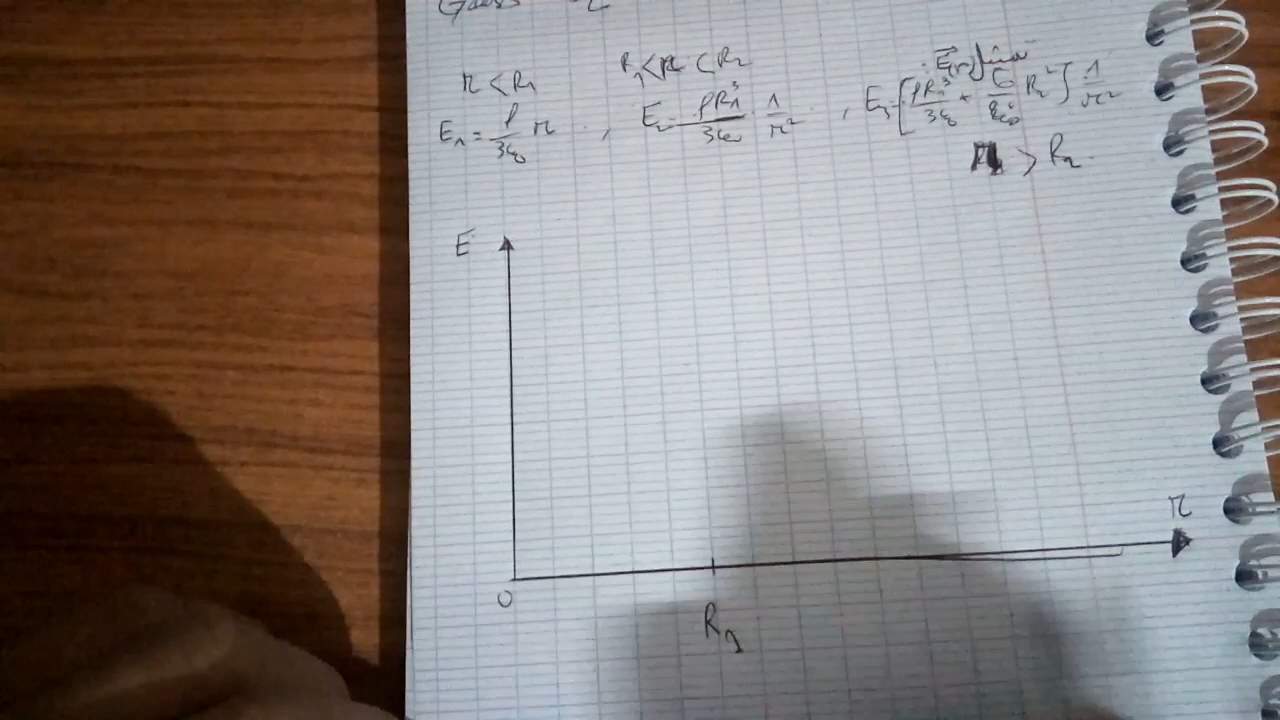 r < R₁
R₁ < r < R₂
E₁ = ρ/3ε₀ r , E₂ = ρR₁³/3ε₀ 1/r² , E₃ = [ρR₁³/3ε₀ + σ/ε₀ R₂²] 1/r²
> R₂
E
r
O
R₁